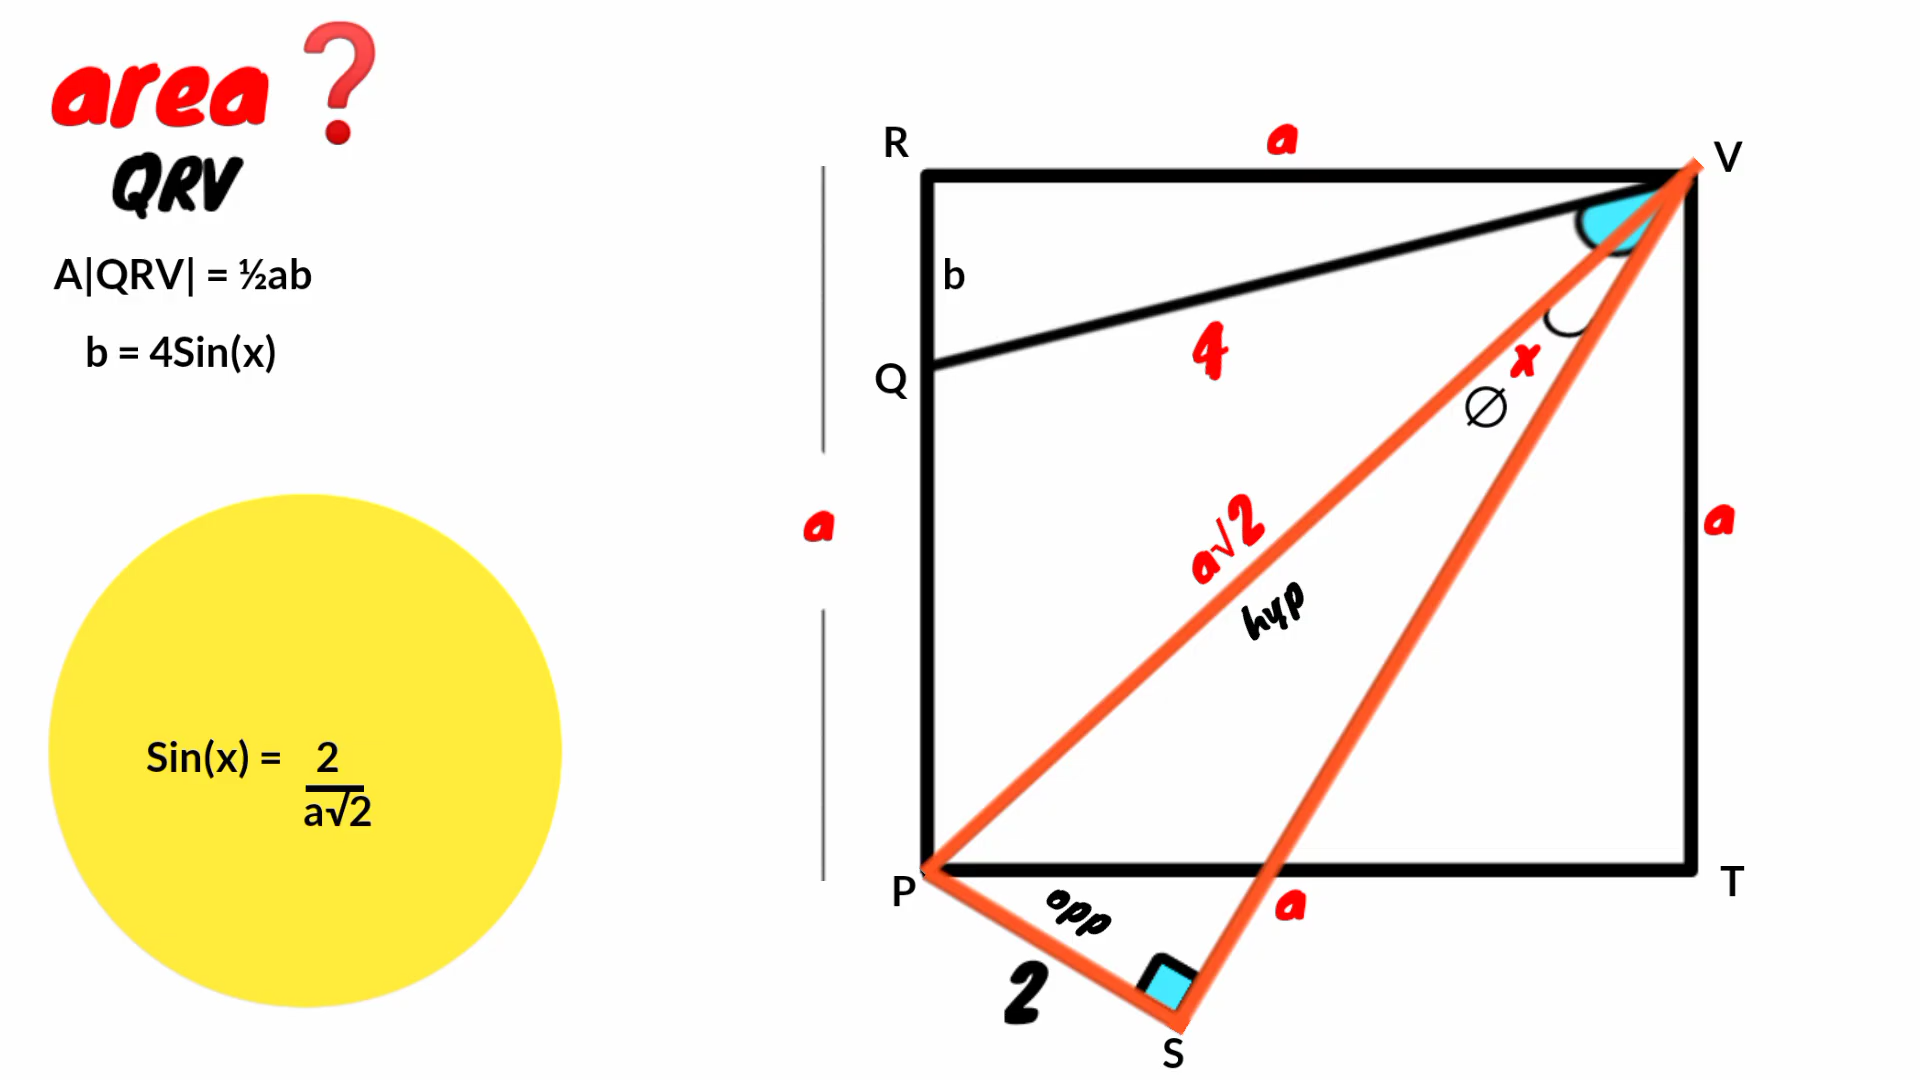 area❓
QRV
A|QRV| = ½ab
b = 4Sin(x)
Sin(x) = 2
a√2
R
a
V
b
Q
4
x
∅
a√2
hyp
a
a
P
T
opp
a
2
S